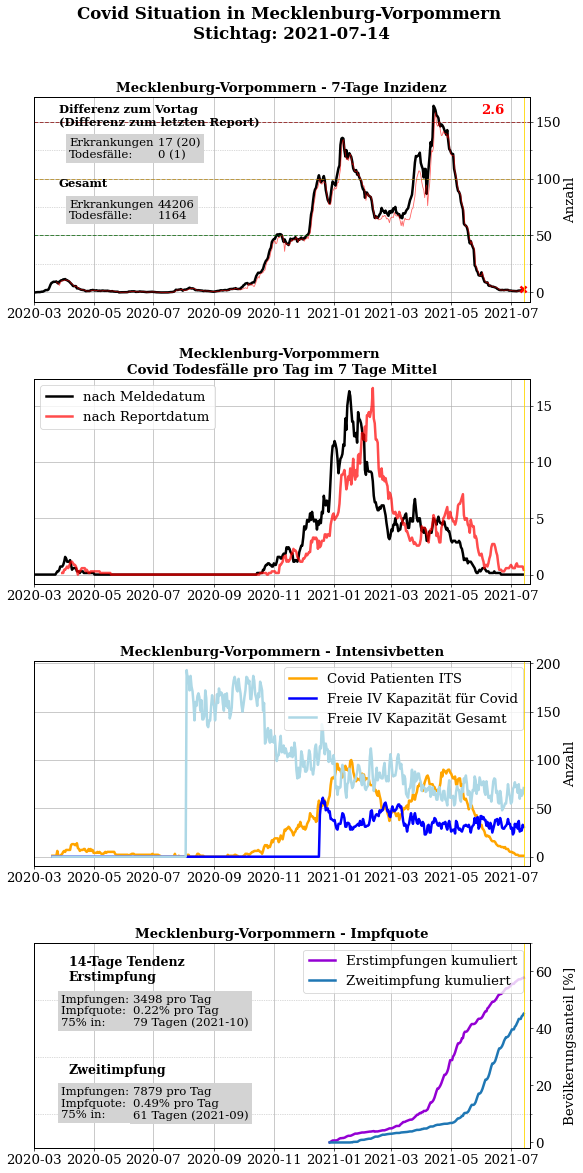 Covid Situation in Mecklenburg-Vorpommern
Stichtag: 2021-07-14
Mecklenburg-Vorpommern - 7-Tage Inzidenz
Differenz zum Vortag
(Differenz zum letzten Report)
Erkrankungen 17 (20)
Todesfälle: 0 (1)
Gesamt
Erkrankungen 44206
Todesfälle: 1164
2.6
150
100
50
0
Anzahl
2020-03 2020-05 2020-07 2020-09 2020-11 2021-01 2021-03 2021-05 2021-07
Mecklenburg-Vorpommern
Covid Todesfälle pro Tag im 7 Tage Mittel
nach Meldedatum
nach Reportdatum
15
10
5
0
2020-03 2020-05 2020-07 2020-09 2020-11 2021-01 2021-03 2021-05 2021-07
Mecklenburg-Vorpommern - Intensivbetten
Covid Patienten ITS
Freie IV Kapazität für Covid
Freie IV Kapazität Gesamt
200
150
100
50
0
Anzahl
2020-03 2020-05 2020-07 2020-09 2020-11 2021-01 2021-03 2021-05 2021-07
Mecklenburg-Vorpommern - Impfquote
14-Tage Tendenz
Erstimpfung
Impfungen: 3498 pro Tag
Impfquote: 0.22% pro Tag
75% in: 79 Tagen (2021-10)
Zweitimpfung
Impfungen: 7879 pro Tag
Impfquote: 0.49% pro Tag
75% in: 61 Tagen (2021-09)
Erstimpfungen kumuliert
Zweitimpfung kumuliert
60
40
20
0
Bevölkerungsanteil [%]
2020-03 2020-05 2020-07 2020-09 2020-11 2021-01 2021-03 2021-05 2021-07